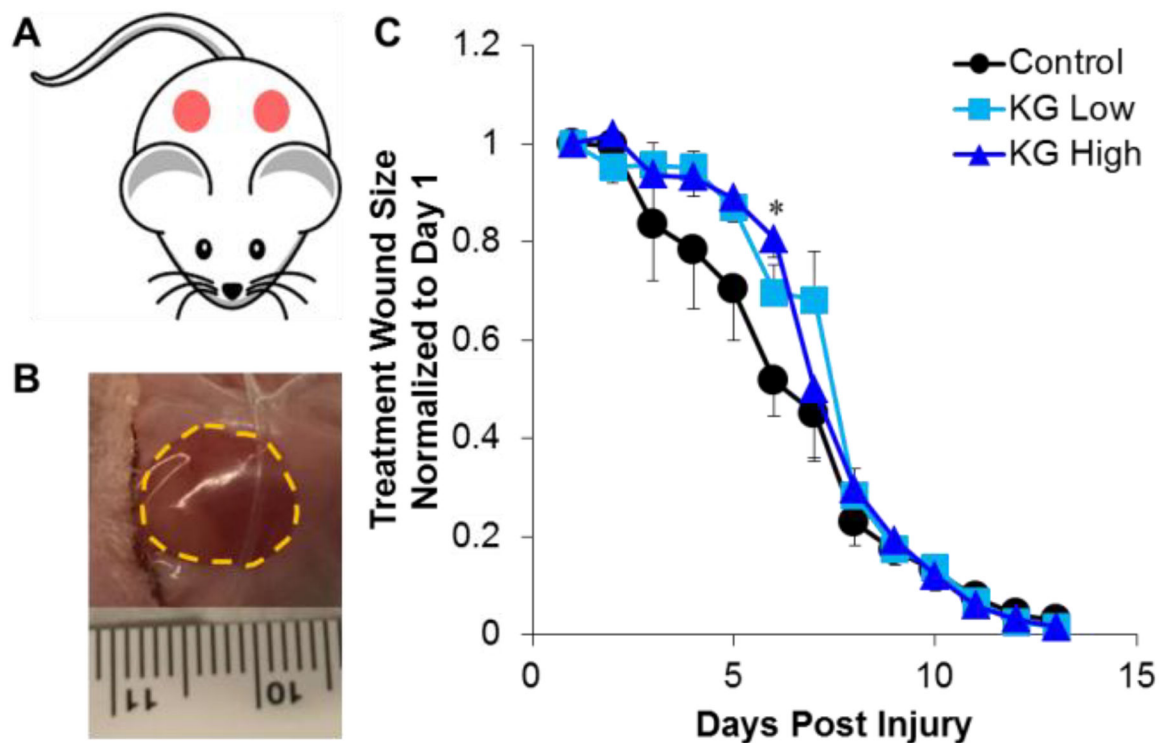 A
B
11
10
C
Treatment Wound Size
Normalized to Day 1
1.2
1
0.8
0.6
0.4
0.2
0
0
5
10
15
Days Post Injury
Control
KG Low
KG High
*